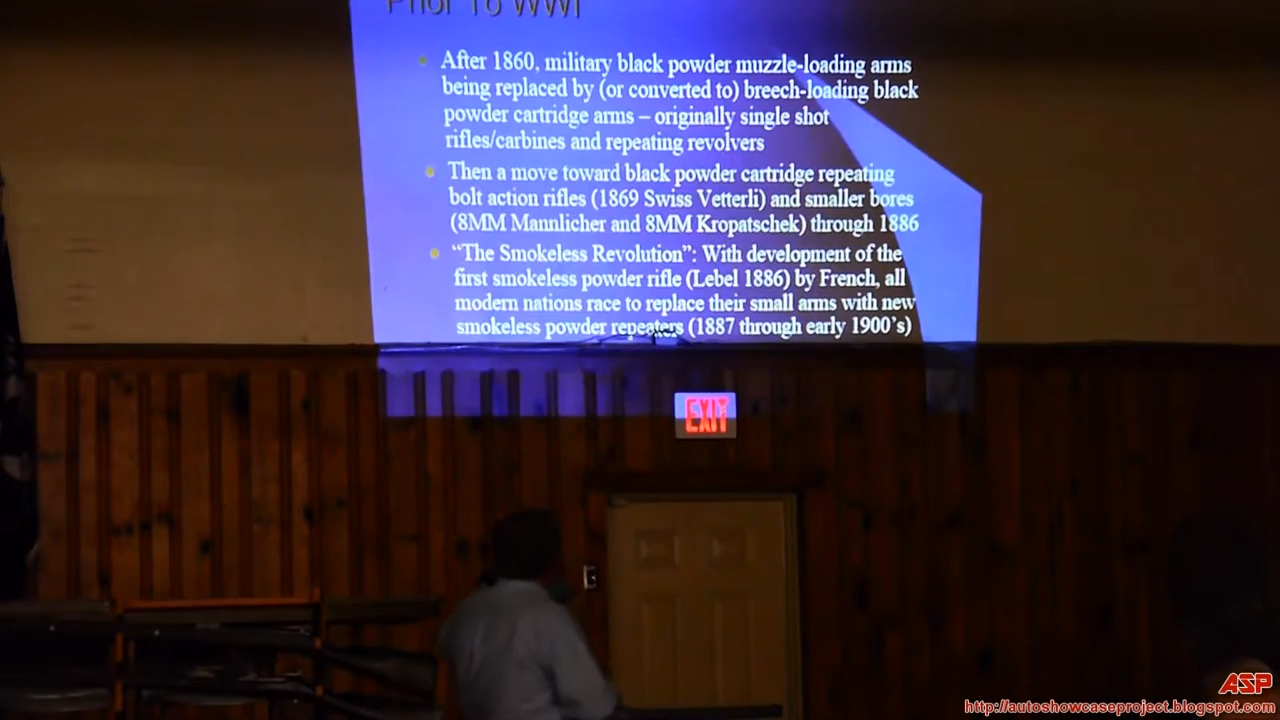 Prior To WWI
After 1860, military black powder muzzle-loading arms
being replaced by (or converted to) breech-loading black
powder cartridge arms – originally single shot
rifles/carbines and repeating revolvers
Then a move toward black powder cartridge repeating
bolt action rifles (1869 Swiss Vetterli) and smaller bores
(8MM Mannlicher and 8MM Kropatschek) through 1886
“The Smokeless Revolution”: With development of the
first smokeless powder rifle (Lebel 1886) by French, all
modern nations race to replace their small arms with new
smokeless powder repeaters (1887 through early 1900’s)
EXIT
ASP
http://autoshowcaseproject.blogspot.com